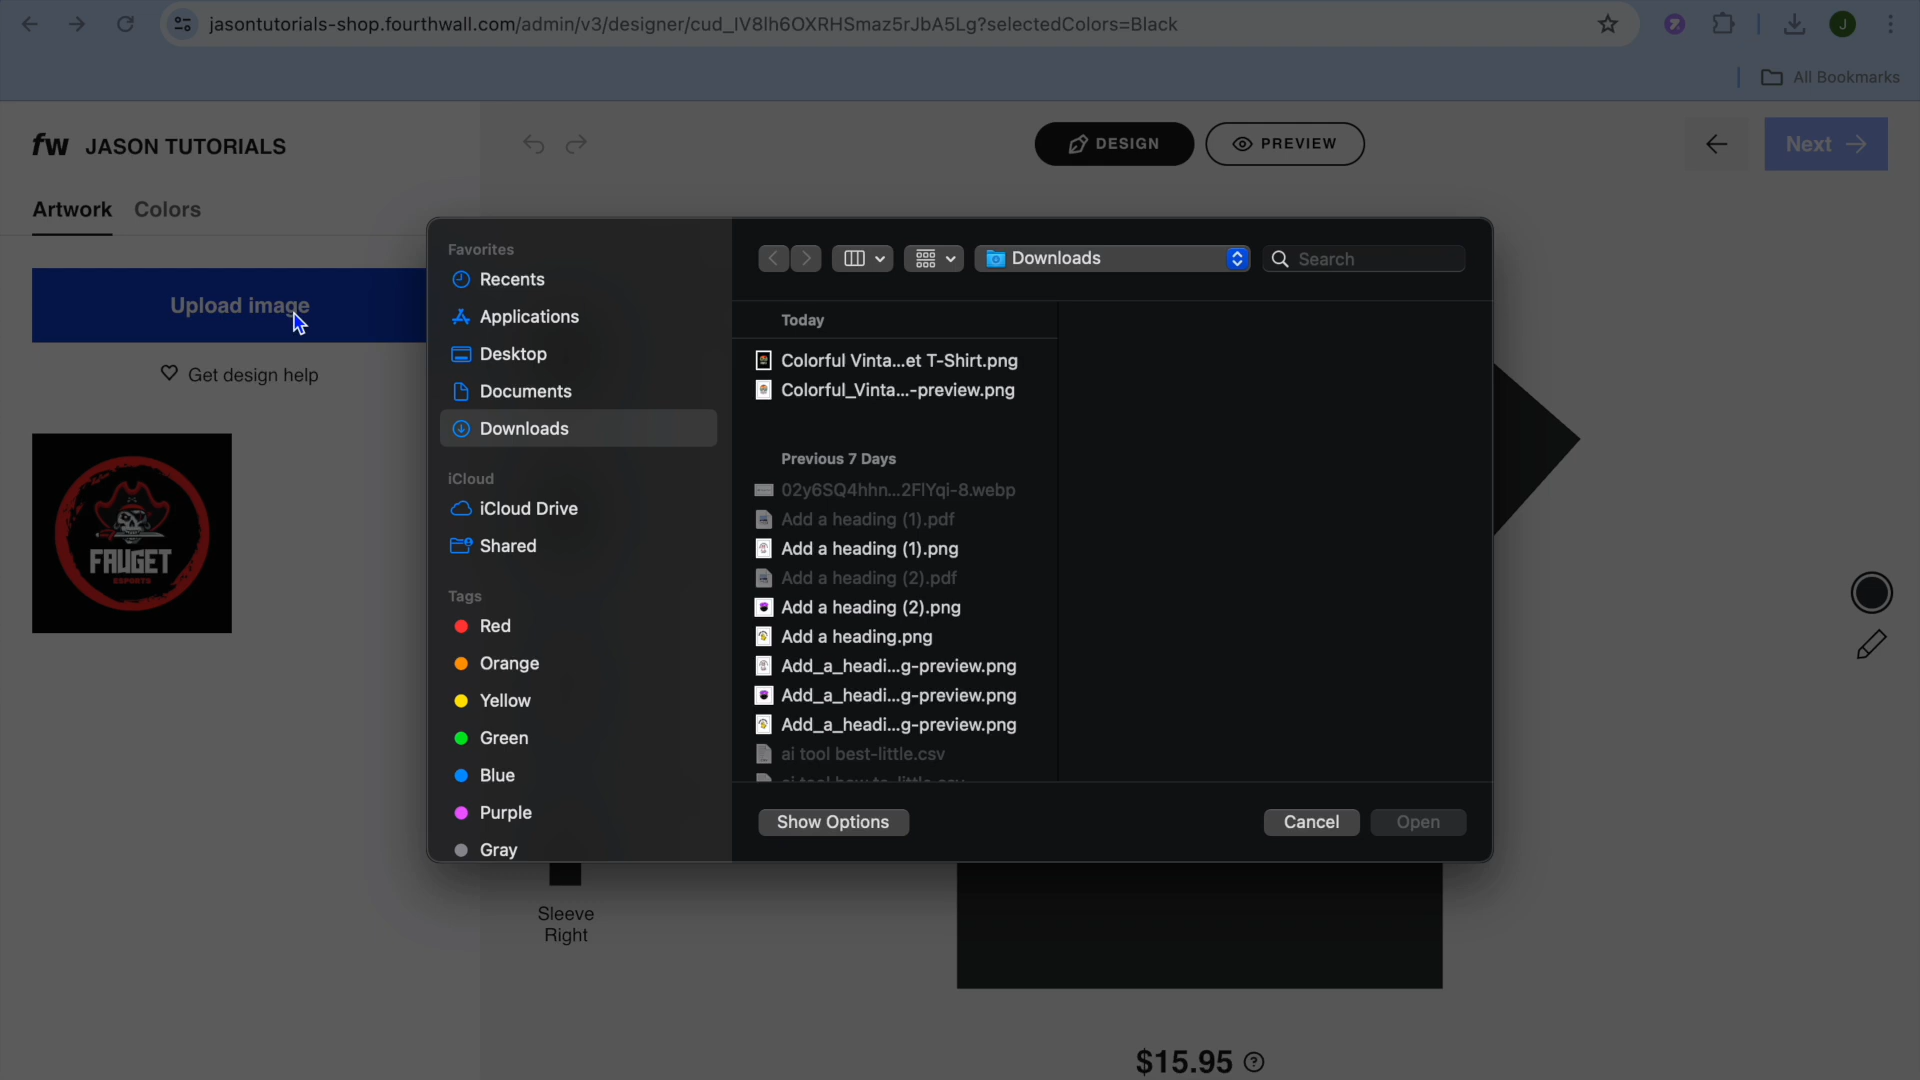 jasontutorials-shop.fourthwall.com/admin/v3/designer/cud_IV8Ih6OXRHSmaz5rJbA5Lg?selectedColors=Black
J
All Bookmarks
fw JASON TUTORIALS
DESIGN
PREVIEW
Next
Artwork
Colors
Upload image
Get design help
FAUGET
ESPORTS
Favorites
Recents
Applications
Desktop
Documents
Downloads
iCloud
iCloud Drive
Shared
Tags
Red
Orange
Yellow
Green
Blue
Purple
Gray
Downloads
Search
Today
Colorful Vinta...et T-Shirt.png
Colorful_Vinta...-preview.png
Previous 7 Days
02y6SQ4hhn...2FlYqi-8.webp
Add a heading (1).pdf
Add a heading (1).png
Add a heading (2).pdf
Add a heading (2).png
Add a heading.png
Add_a_headi...g-preview.png
Add_a_headi...g-preview.png
Add_a_headi...g-preview.png
ai tool best-little.csv
Show Options
Cancel
Open
Sleeve
Right
$15.95 ?